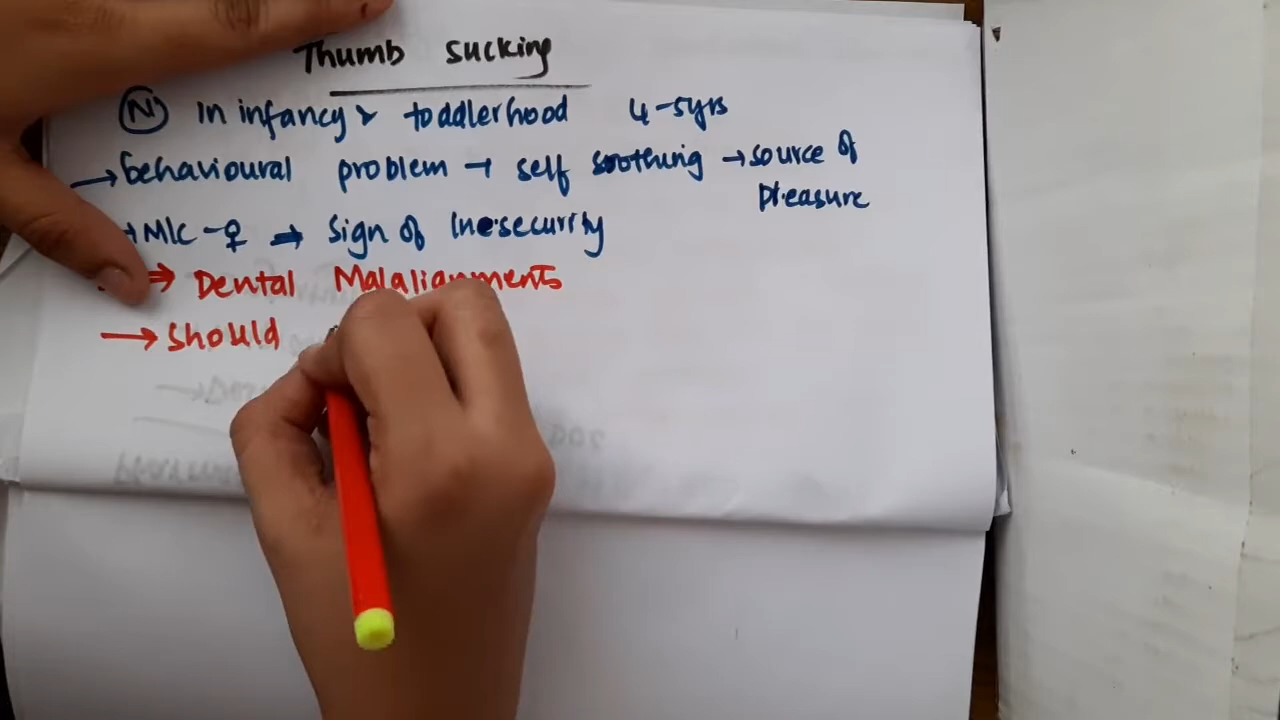 Thumb sucking
N In infancy & toddlerhood 4-5yrs
→behavioural problem → self soothing →source of
pleasure
→ M/c - ♀ → sign of Insecurity
⇒ Dental Malalignments
→ should